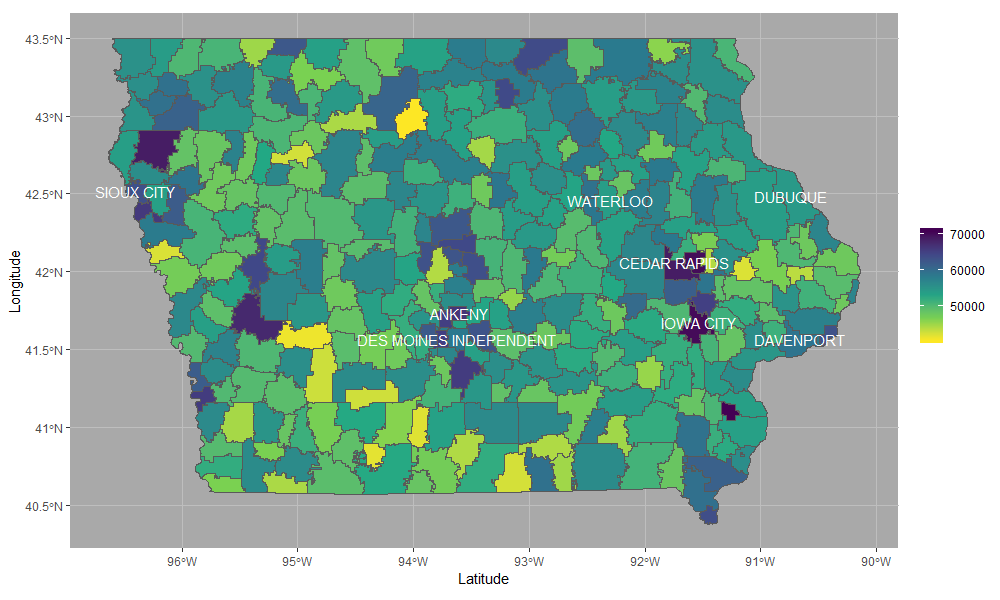 43.5°N
43°N
42.5°N
42°N
41.5°N
41°N
40.5°N
Longitude
SIOUX CITY
WATERLOO
DUBUQUE
CEDAR RAPIDS
ANKENY
IOWA CITY
DES MOINES INDEPENDENT
DAVENPORT
70000
60000
50000
96°W
95°W
94°W
93°W
92°W
91°W
90°W
Latitude